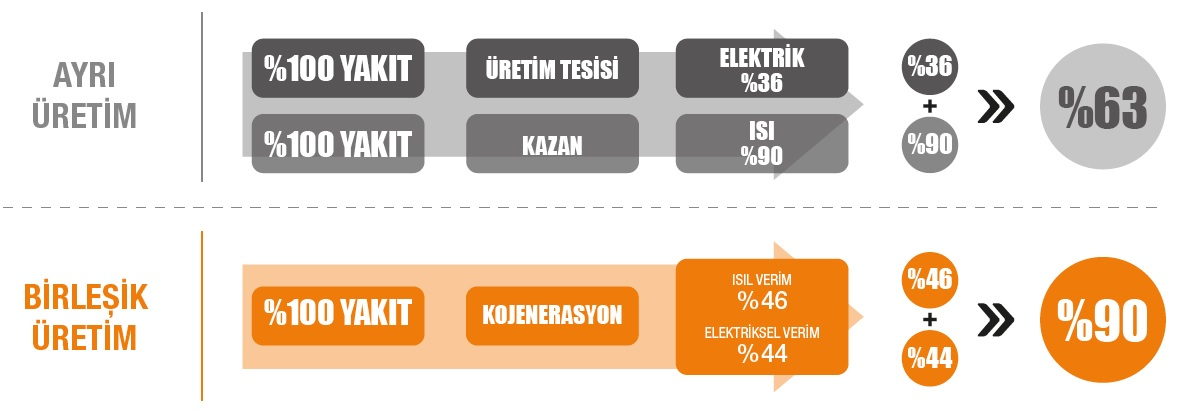 AYRI
ÜRETİM
%100 YAKIT
ÜRETİM TESİSİ
ELEKTRİK
%36
%100 YAKIT
KAZAN
ISI
%90
%36
+
%90
%63
BİRLEŞİK
ÜRETİM
%100 YAKIT
KOJENERASYON
ISIL VERİM
%46
ELEKTRİKSEL VERİM
%44
%46
+
%44
%90